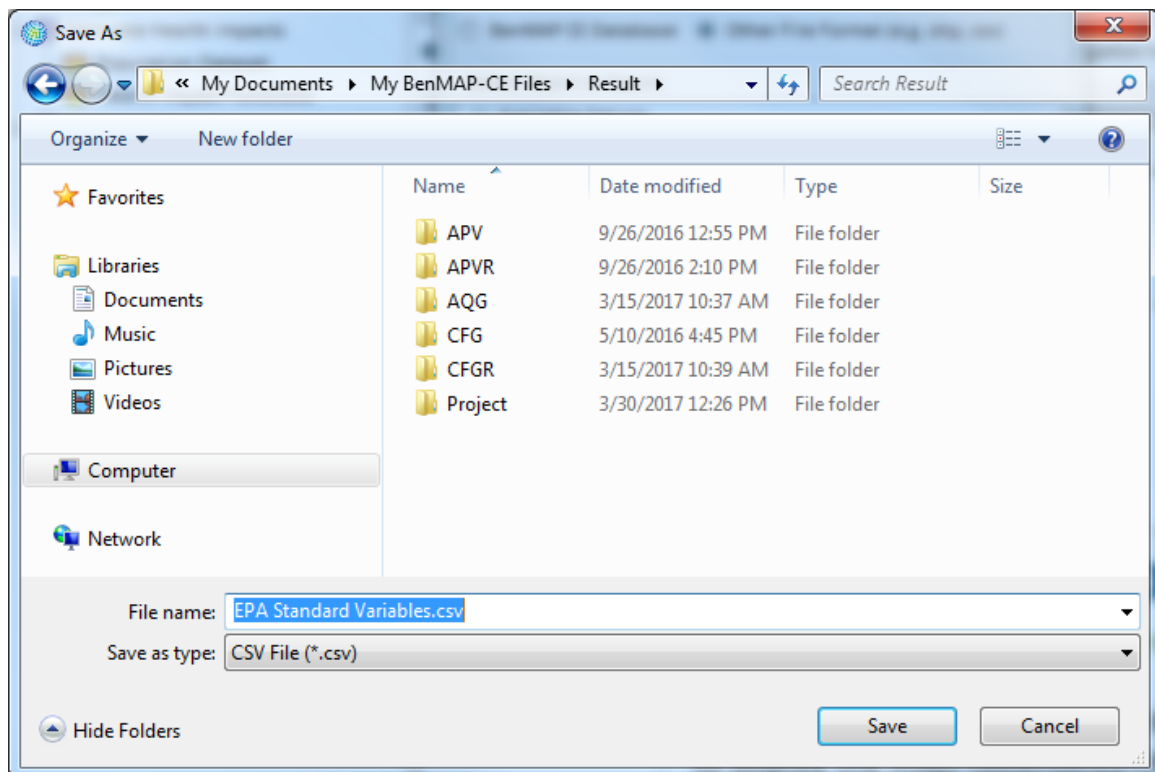 Save As
« My Documents ▸ My BenMAP-CE Files ▸ Result ▸
Search Result
Organize
New folder
Name
Date modified
Type
Size
Favorites
Libraries
Documents
Music
Pictures
Videos
Computer
Network
APV 9/26/2016 12:55 PM File folder
APVR 9/26/2016 2:10 PM File folder
AQG 3/15/2017 10:37 AM File folder
CFG 5/10/2016 4:45 PM File folder
CFGR 3/15/2017 10:39 AM File folder
Project 3/30/2017 12:26 PM File folder
File name: EPA Standard Variables.csv
Save as type: CSV File (*.csv)
Hide Folders
Save
Cancel